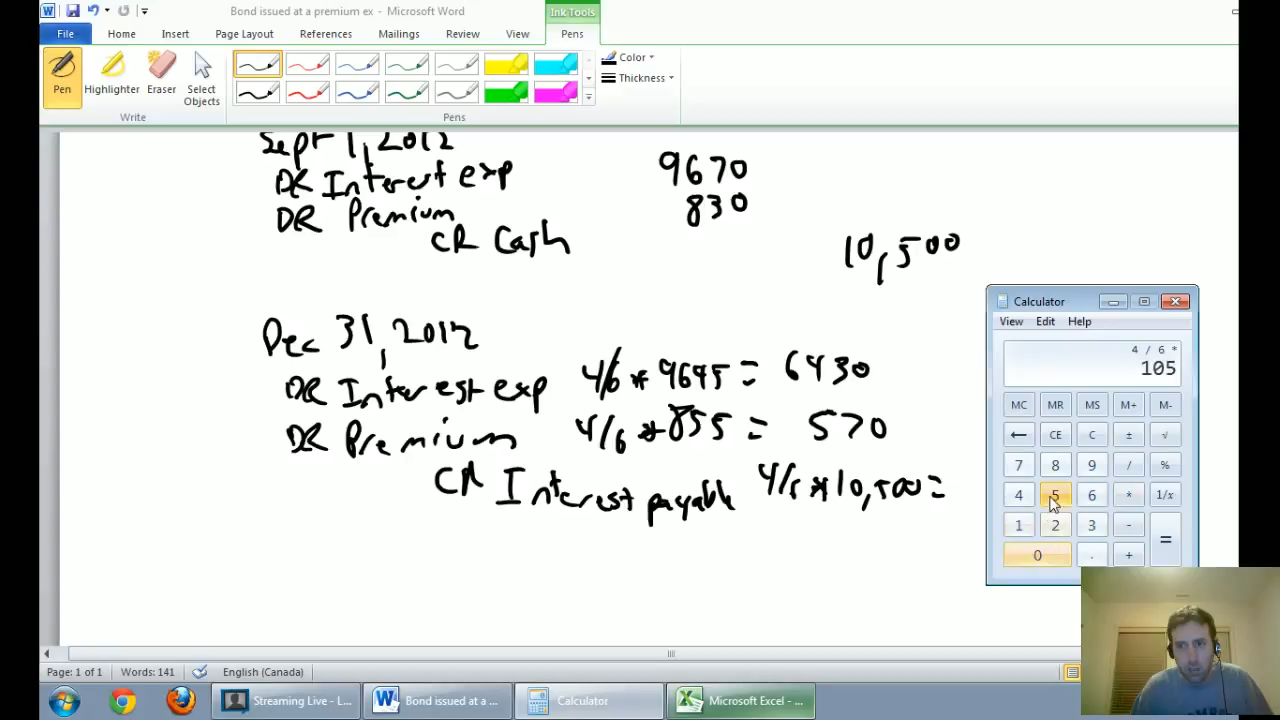 Bond issued at a premium ex - Microsoft Word
Ink Tools
File Home Insert Page Layout References Mailings Review View Pens
Pen Highlighter Eraser Select Objects
Color
Thickness
Write Pens
Sept 1, 2012
DR Interest exp 9670
DR Premium 830
CR Cash 10,500
Dec 31, 2012
DR Interest exp 4/6 * 9645 = 6430
DR Premium 4/6 * 855 = 570
CR Interest payable 4/6 * 10,500 =
Calculator
View Edit Help
4 / 6 *
105
MC MR MS M+ M-
← CE C ± √
7 8 9 / %
4 5 6 * 1/x
1 2 3 - =
0 . +
Page: 1 of 1 Words: 141 English (Canada)
Streaming Live - L... Bond issued at a ... Calculator Microsoft Excel - ...